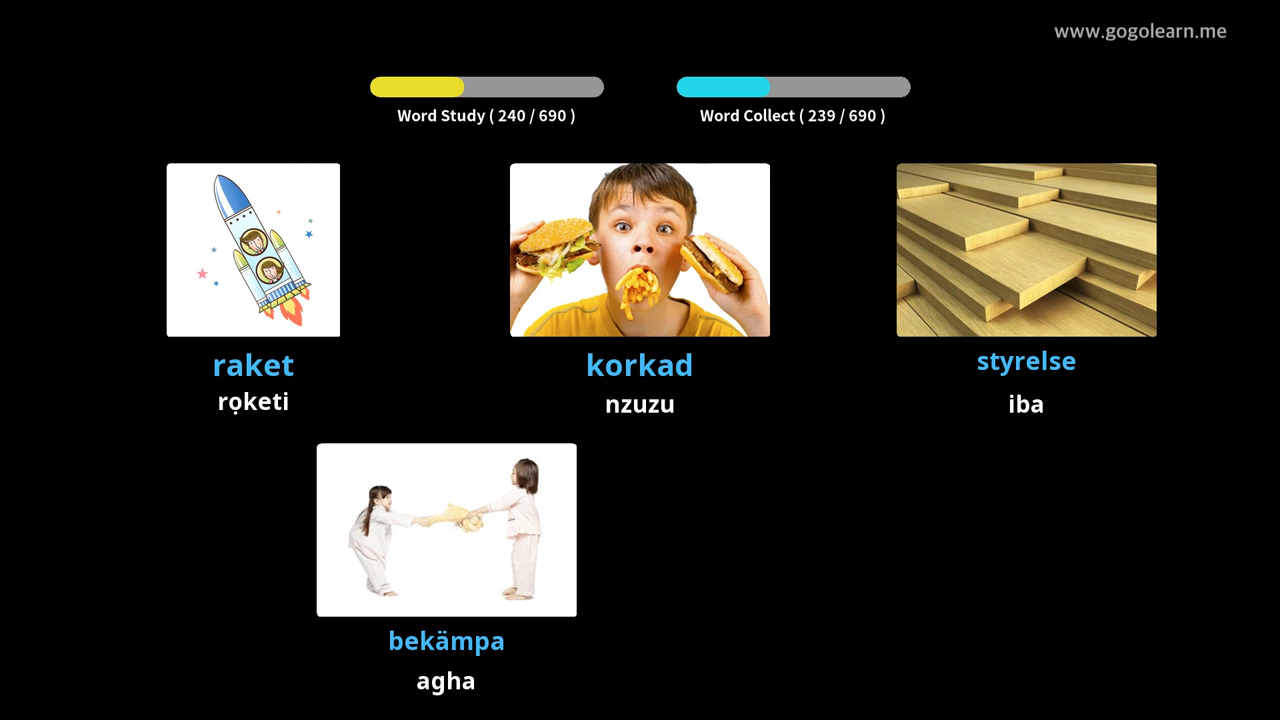 www.gogolearn.me
Word Study ( 240 / 690 )
Word Collect ( 239 / 690 )
raket
rọketi
korkad
nzuzu
styrelse
iba
bekämpa
agha